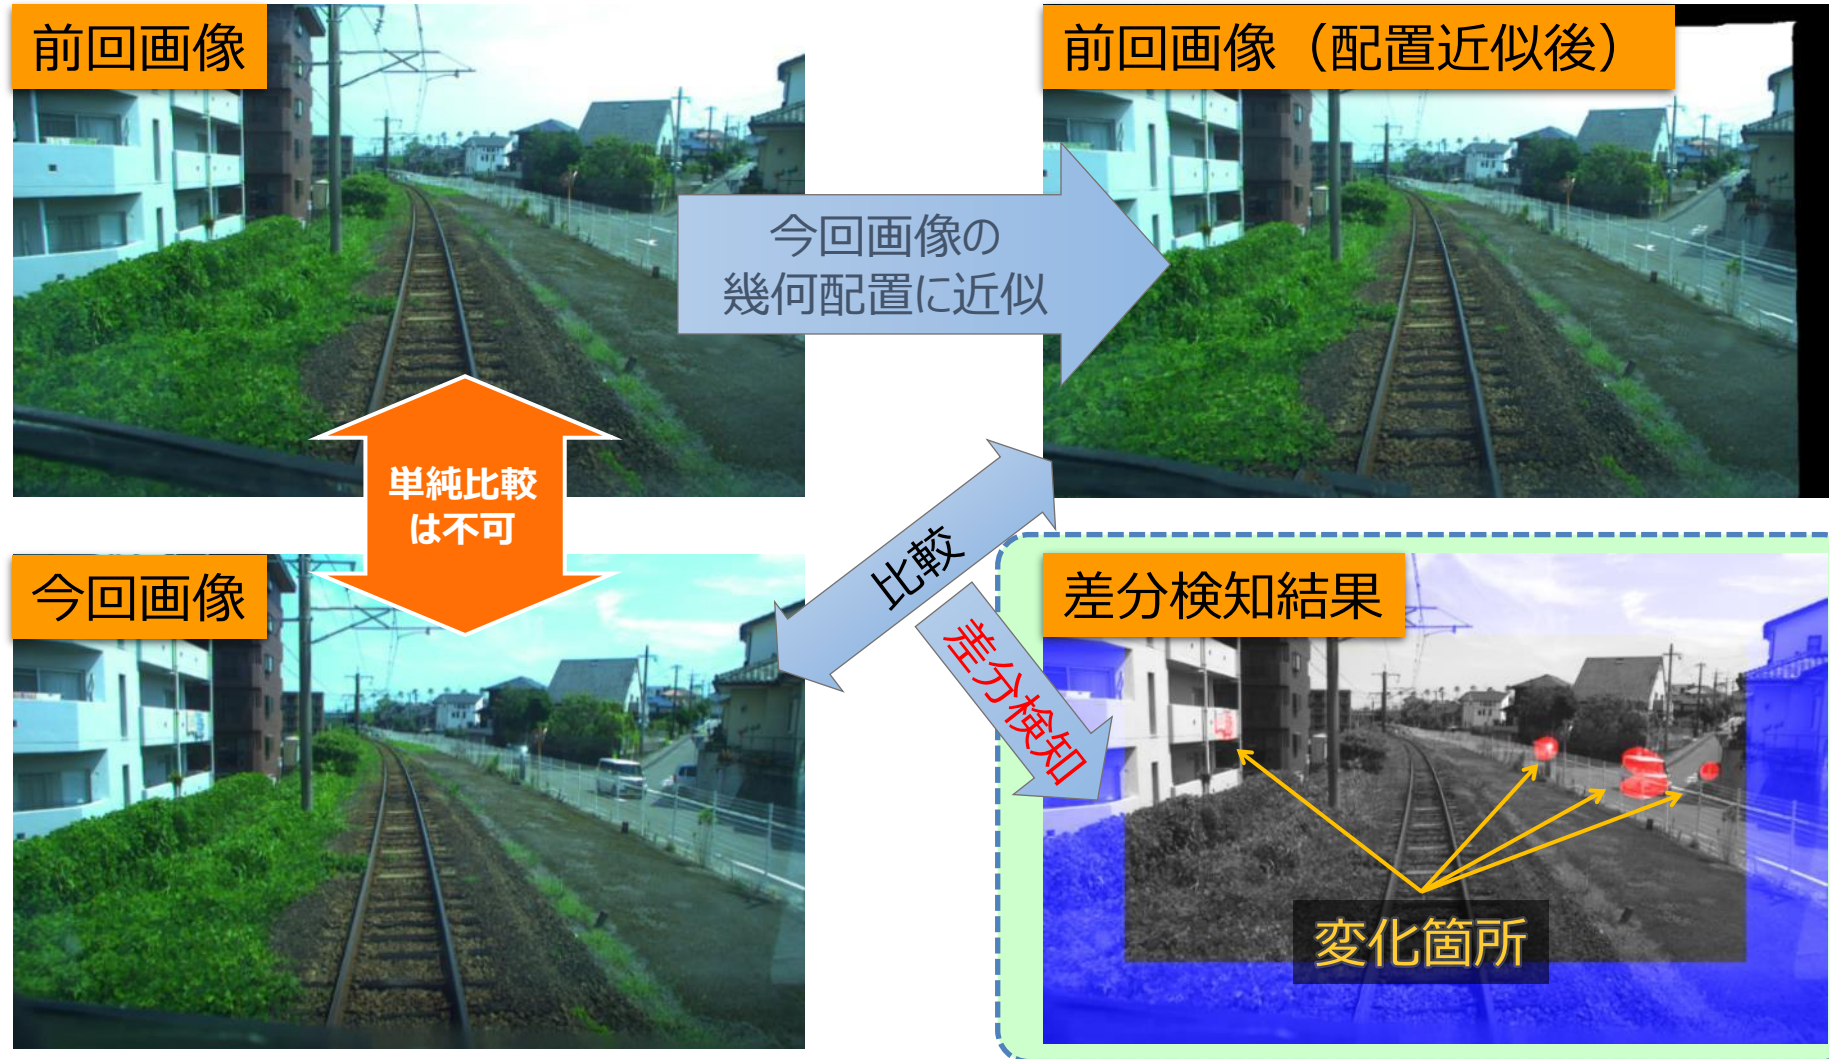 前回画像
前回画像（配置近似後）
今回画像の
幾何配置に近似
単純比較
は不可
比較
今回画像
差分検知
差分検知結果
変化箇所